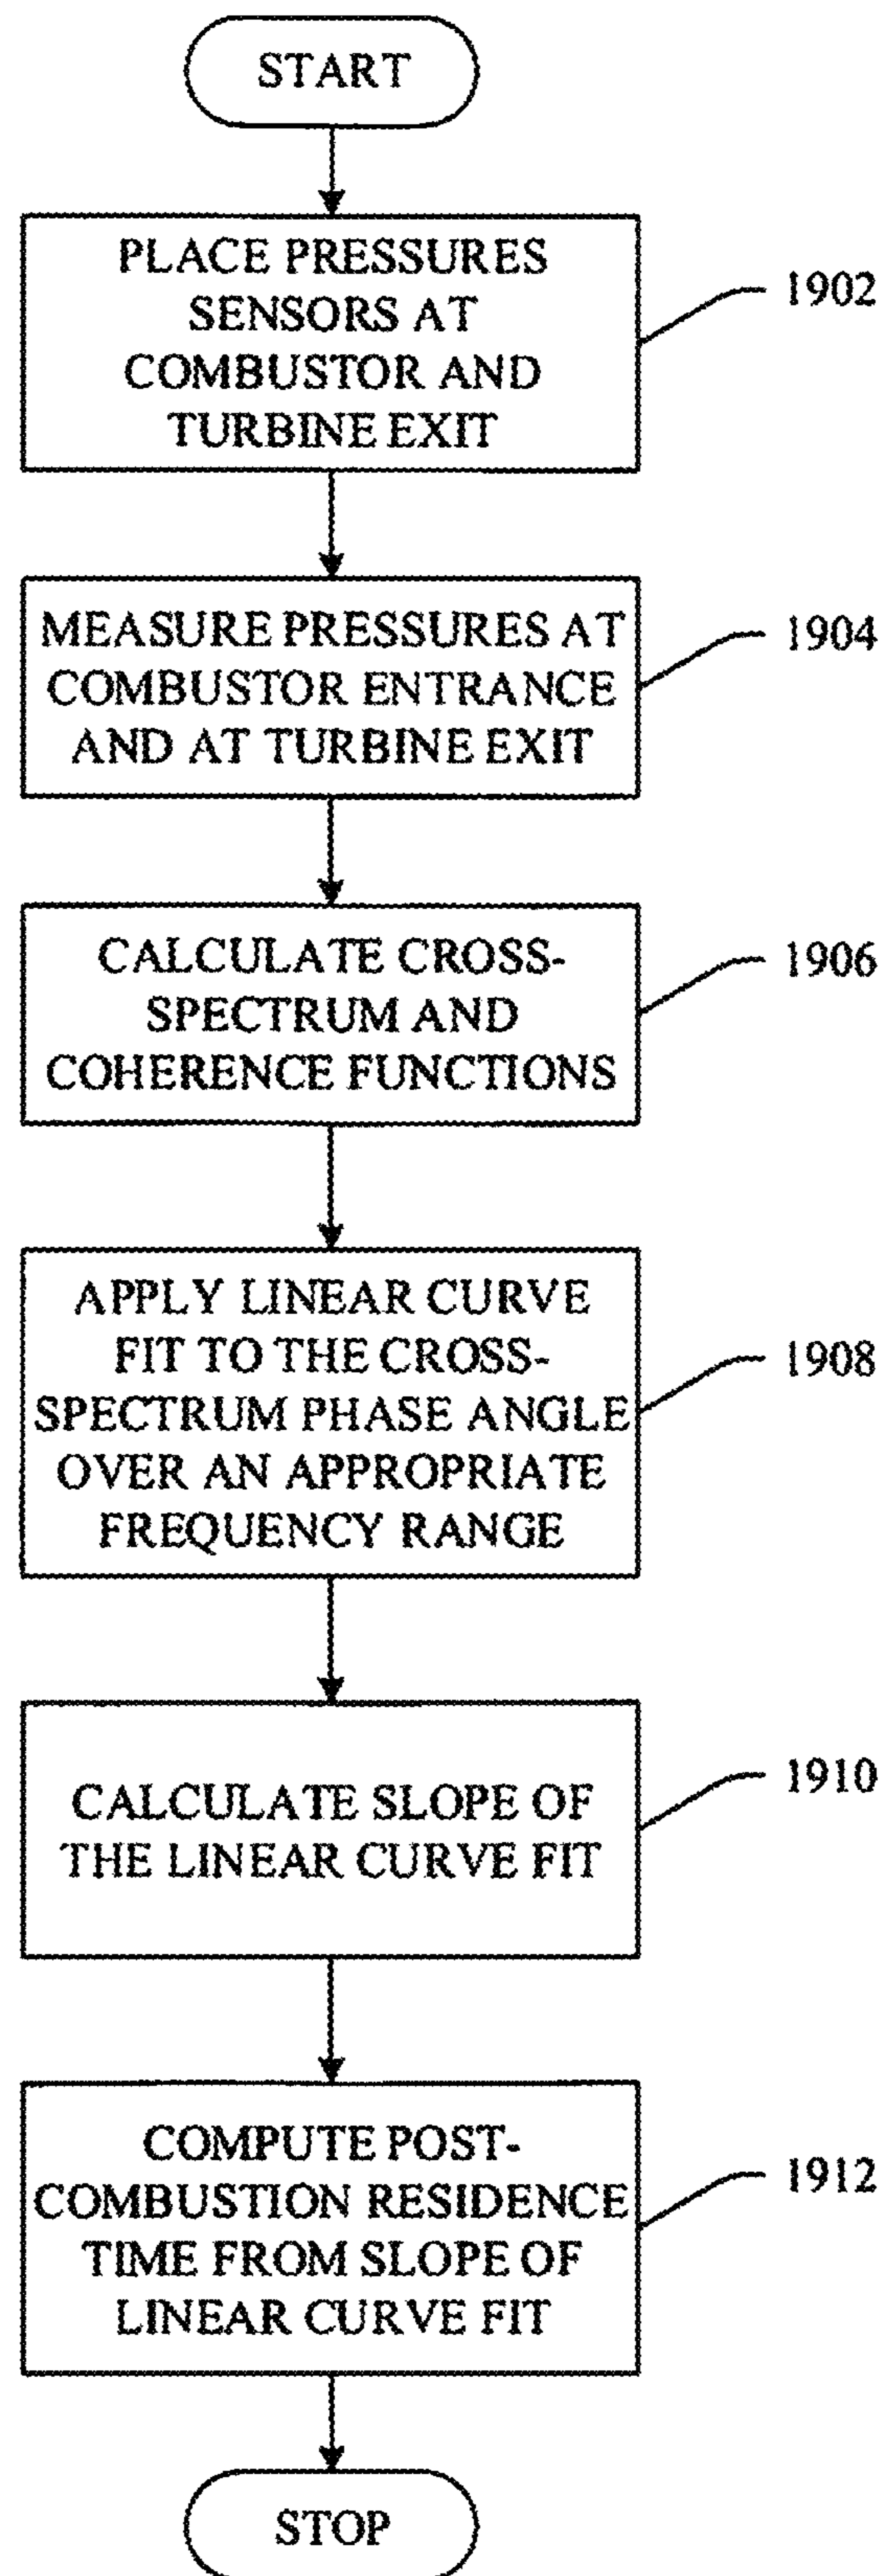 START
PLACE PRESSURES
SENSORS AT
COMBUSTOR AND
TURBINE EXIT
1902
MEASURE PRESSURES AT
COMBUSTOR ENTRANCE
AND AT TURBINE EXIT
1904
CALCULATE CROSS-
SPECTRUM AND
COHERENCE FUNCTIONS
1906
APPLY LINEAR CURVE
FIT TO THE CROSS-
SPECTRUM PHASE ANGLE
OVER AN APPROPRIATE
FREQUENCY RANGE
1908
CALCULATE SLOPE OF
THE LINEAR CURVE FIT
1910
COMPUTE POST-
COMBUSTION RESIDENCE
TIME FROM SLOPE OF
LINEAR CURVE FIT
1912
STOP